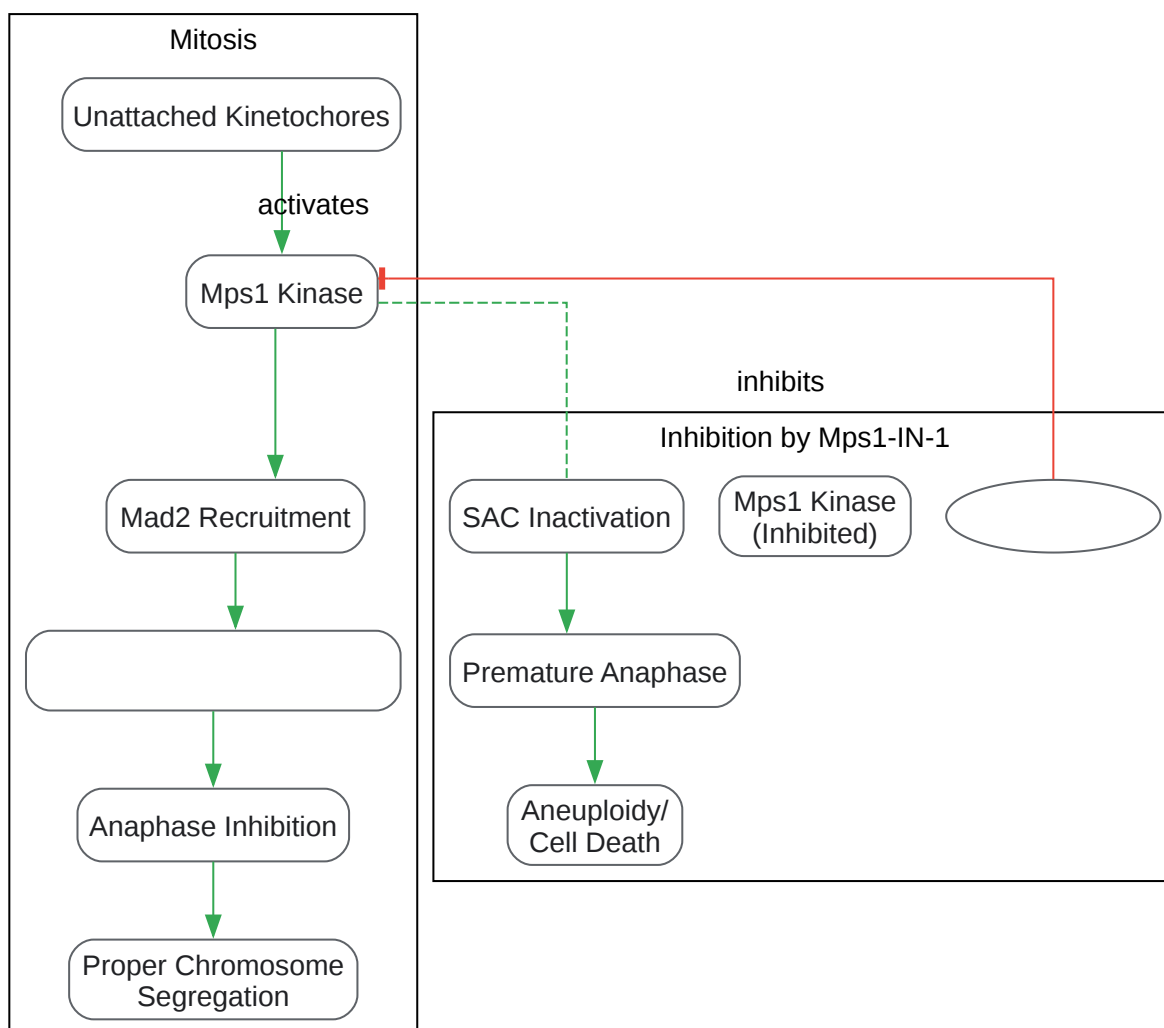 Mitosis
Unattached Kinetochores
activates
Mps1 Kinase
inhibits
Inhibition by Mps1-IN-1
Mad2 Recruitment
SAC Inactivation
Mps1 Kinase
(Inhibited)
Premature Anaphase
Anaphase Inhibition
Aneuploidy/
Cell Death
Proper Chromosome
Segregation